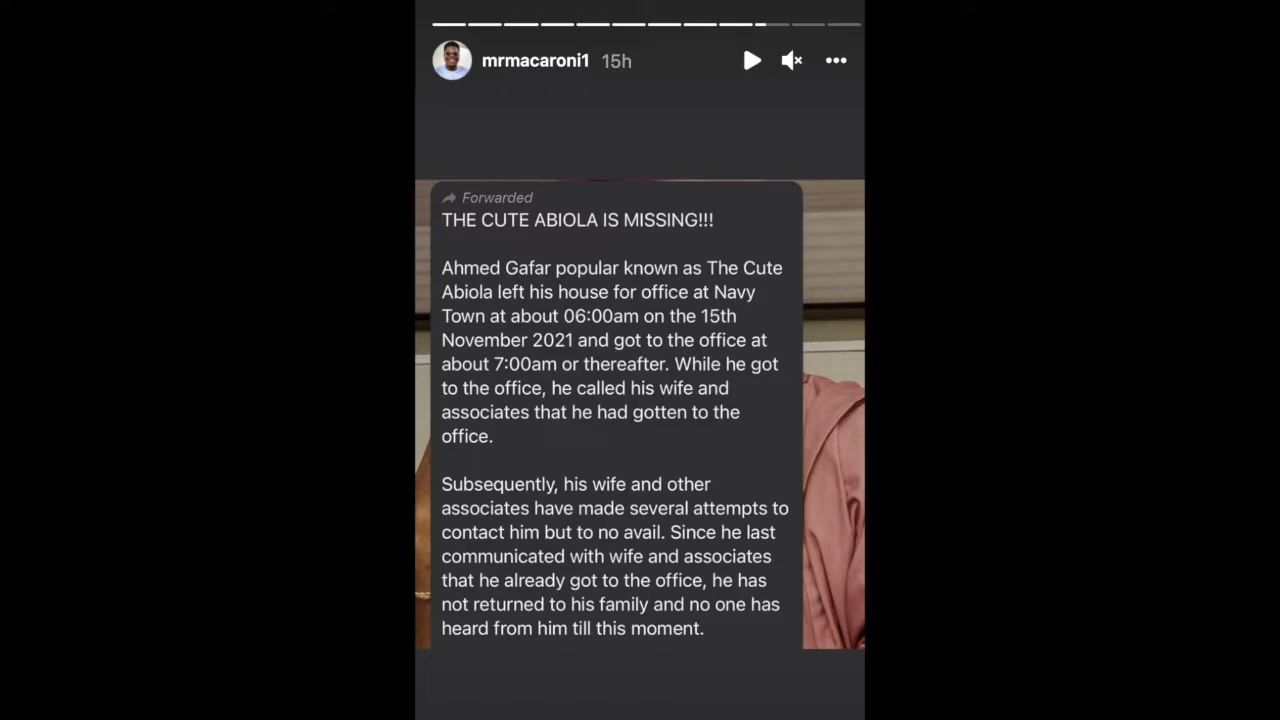 mrmacaroni1 15h
Forwarded
THE CUTE ABIOLA IS MISSING!!!
Ahmed Gafar popular known as The Cute
Abiola left his house for office at Navy
Town at about 06:00am on the 15th
November 2021 and got to the office at
about 7:00am or thereafter. While he got
to the office, he called his wife and
associates that he had gotten to the
office.
Subsequently, his wife and other
associates have made several attempts to
contact him but to no avail. Since he last
communicated with wife and associates
that he already got to the office, he has
not returned to his family and no one has
heard from him till this moment.